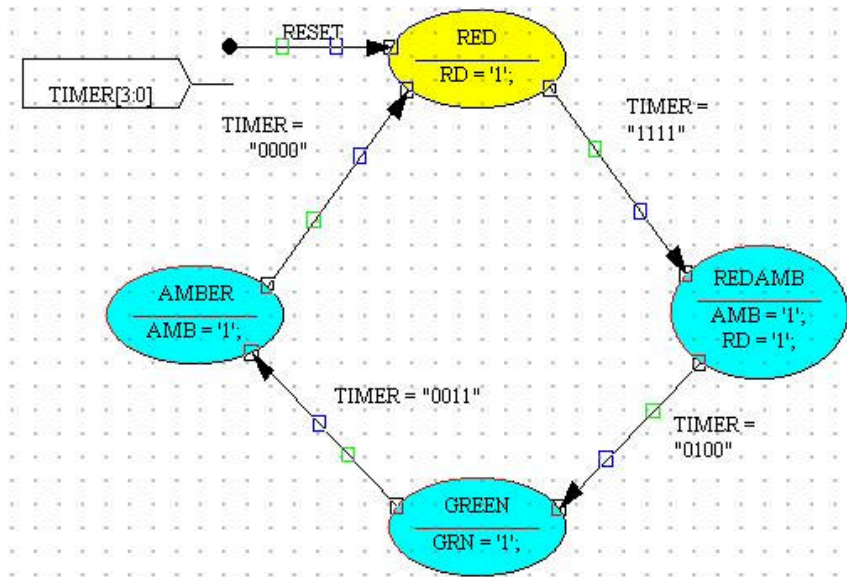 RESET
RED
RD = '1';
TIMER[3:0]
TIMER =
"0000"
TIMER =
"1111"
AMBER
AMB = '1';
REDAMB
AMB = '1';
RD = '1';
TIMER = "0011"
TIMER =
"0100"
GREEN
GRN = '1';